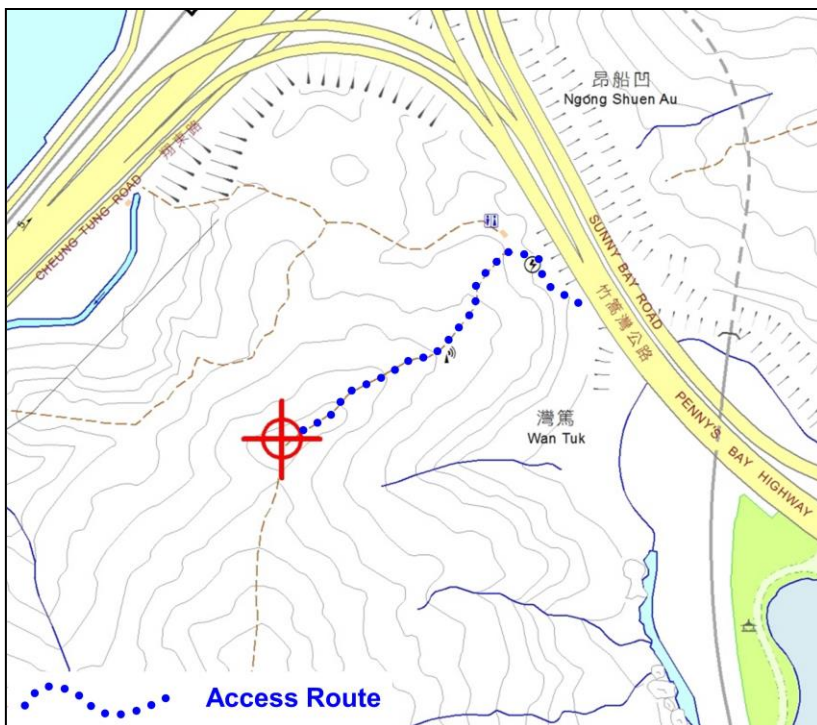 昂船凹
Ngong Shuen Au
翔東路
CHEUNG TUNG ROAD
SUNNY BAY ROAD
竹篙灣公路
PENNY'S BAY HIGHWAY
灣篤
Wan Tuk
Access Route